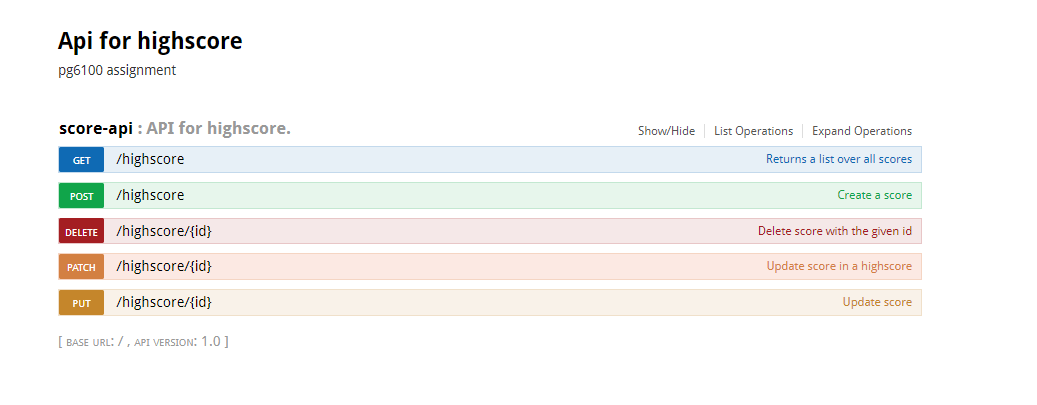 Api for highscore
pg6100 assignment
score-api : API for highscore. Show/Hide List Operations Expand Operations
GET /highscore Returns a list over all scores
POST /highscore Create a score
DELETE /highscore/{id} Delete score with the given id
PATCH /highscore/{id} Update score in a highscore
PUT /highscore/{id} Update score
[ BASE URL: / , API VERSION: 1.0 ]